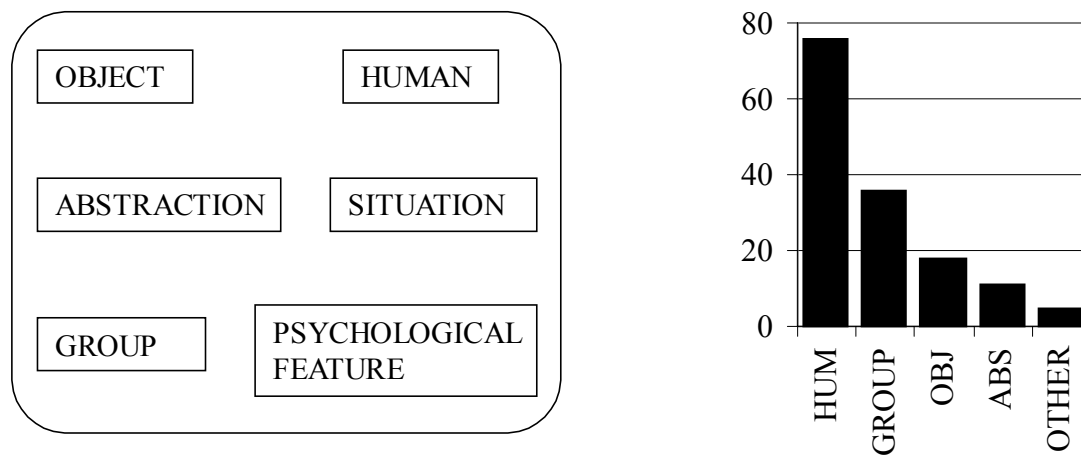 OBJECT
HUMAN
ABSTRACTION
SITUATION
GROUP
PSYCHOLOGICAL
FEATURE
80
60
40
20
0
HUM
GROUP
OBJ
ABS
OTHER